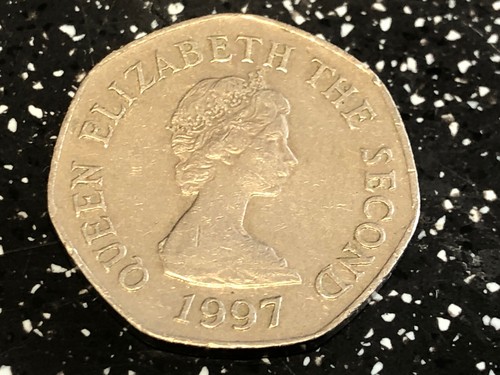 QUEEN ELIZABETH THE SECOND
1997